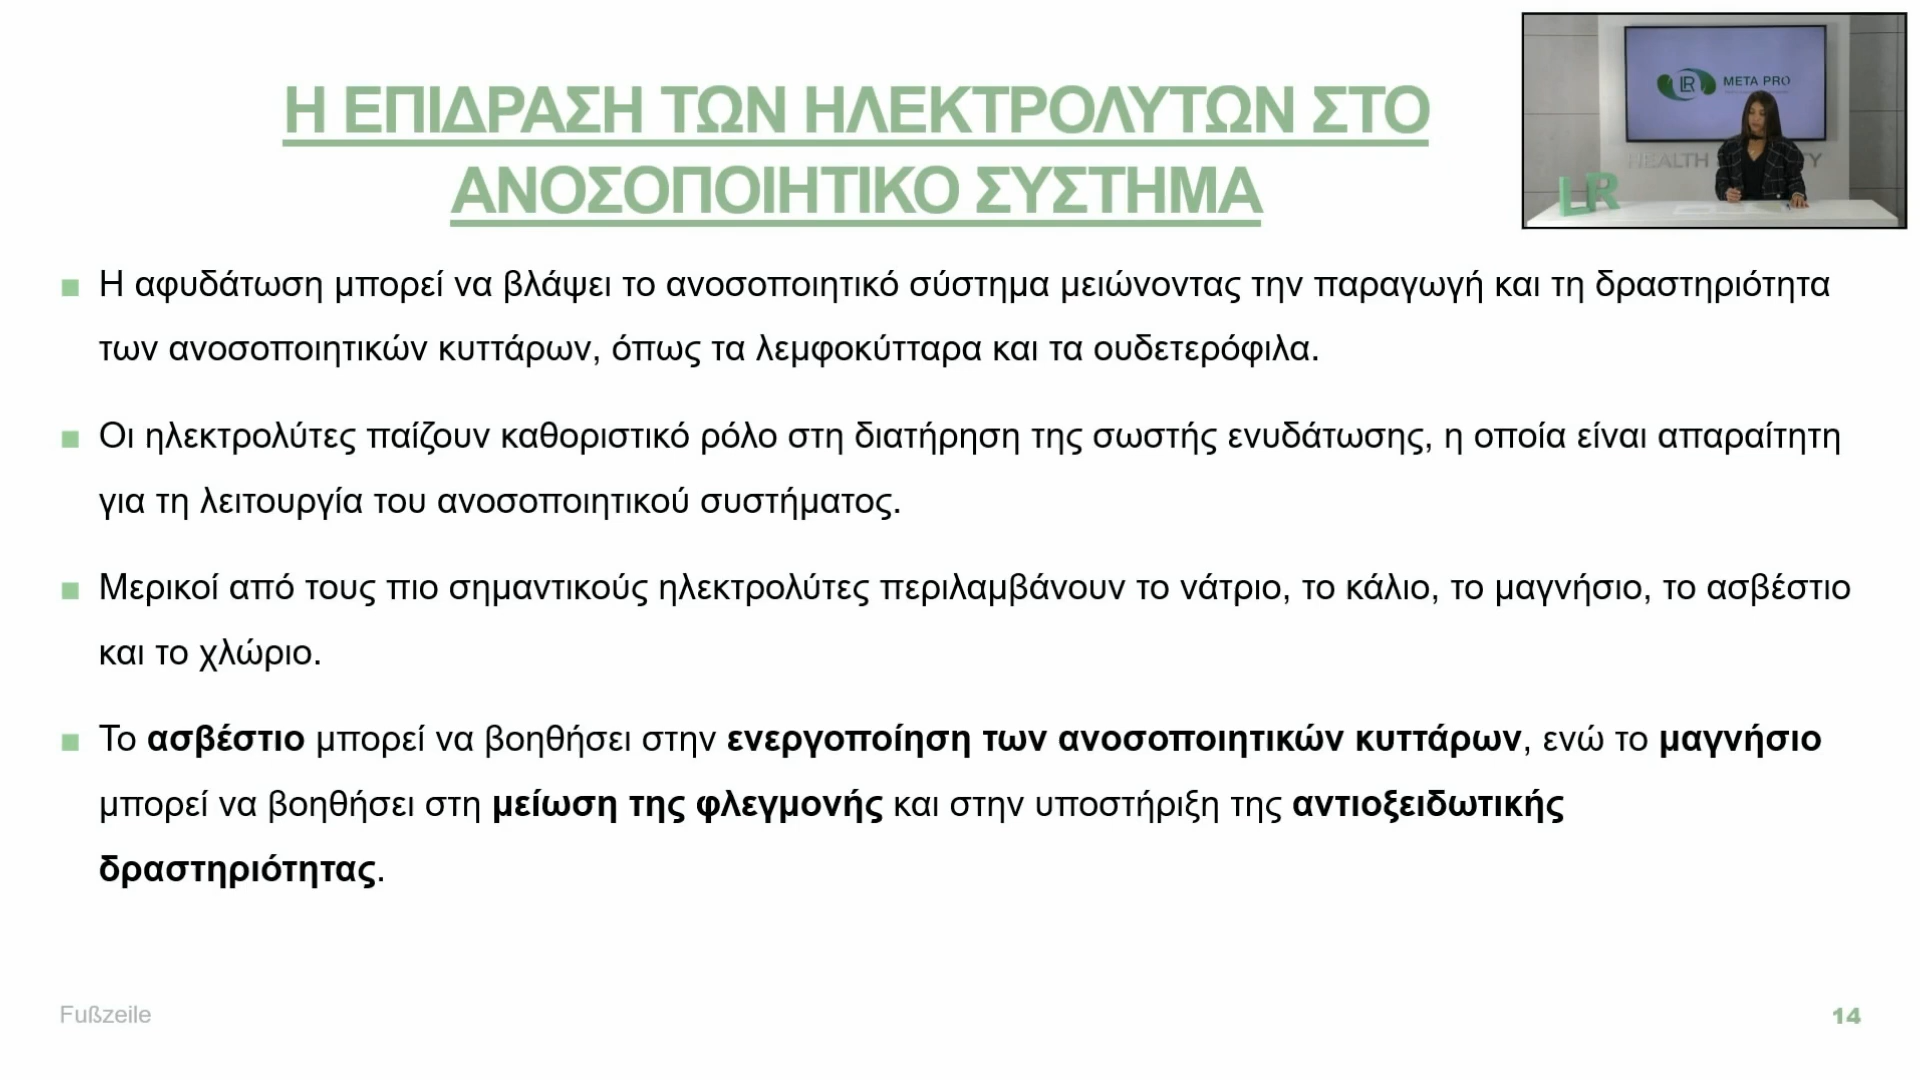 Η ΕΠΙΔΡΑΣΗ ΤΩΝ ΗΛΕΚΤΡΟΛΥΤΩΝ ΣΤΟ
ΑΝΟΣΟΠΟΙΗΤΙΚΟ ΣΥΣΤΗΜΑ
LR META PRO
HEALTH
LR
Η αφυδάτωση μπορεί να βλάψει το ανοσοποιητικό σύστημα μειώνοντας την παραγωγή και τη δραστηριότητα
των ανοσοποιητικών κυττάρων, όπως τα λεμφοκύτταρα και τα ουδετερόφιλα.
Οι ηλεκτρολύτες παίζουν καθοριστικό ρόλο στη διατήρηση της σωστής ενυδάτωσης, η οποία είναι απαραίτητη
για τη λειτουργία του ανοσοποιητικού συστήματος.
Μερικοί από τους πιο σημαντικούς ηλεκτρολύτες περιλαμβάνουν το νάτριο, το κάλιο, το μαγνήσιο, το ασβέστιο
και το χλώριο.
Το ασβέστιο μπορεί να βοηθήσει στην ενεργοποίηση των ανοσοποιητικών κυττάρων, ενώ το μαγνήσιο
μπορεί να βοηθήσει στη μείωση της φλεγμονής και στην υποστήριξη της αντιοξειδωτικής
δραστηριότητας.
Fußzeile
14